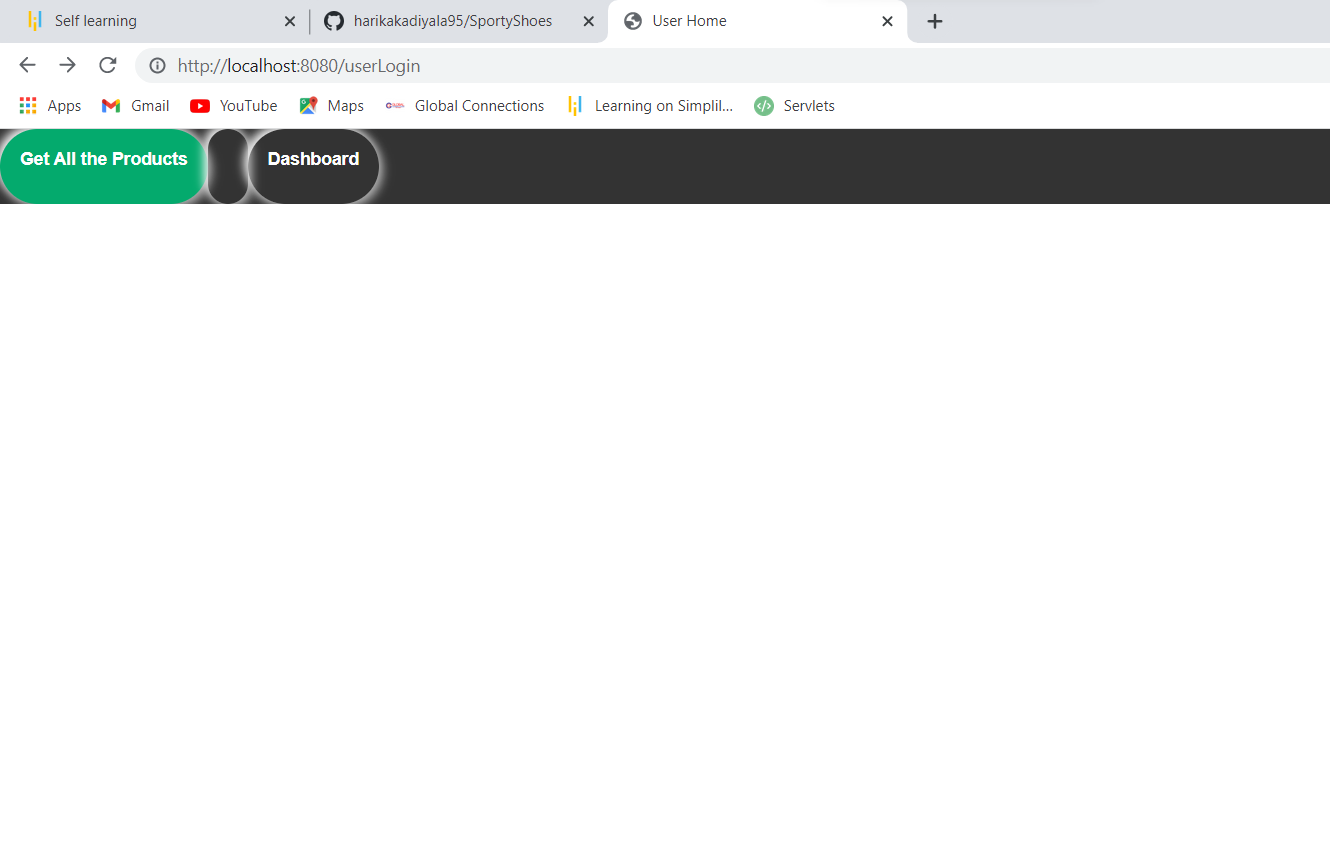 Self learning
harikakadiyala95/SportyShoes
User Home
http://localhost:8080/userLogin
Apps
Gmail
YouTube
Maps
Global Connections
Learning on Simplil...
Servlets
Get All the Products
Dashboard